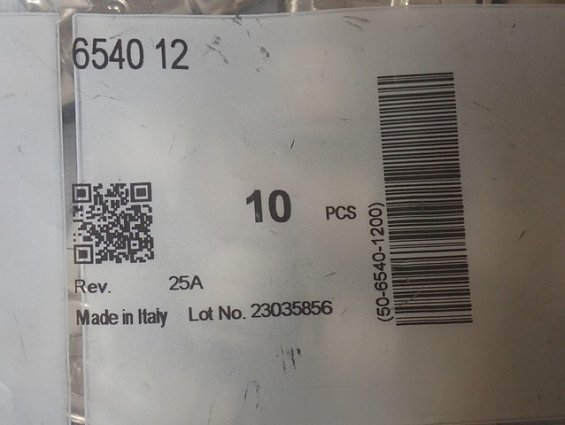 6540 12
10 PCS
Rev. 25A
Made in Italy Lot No. 23035856
(50-6540-1200)